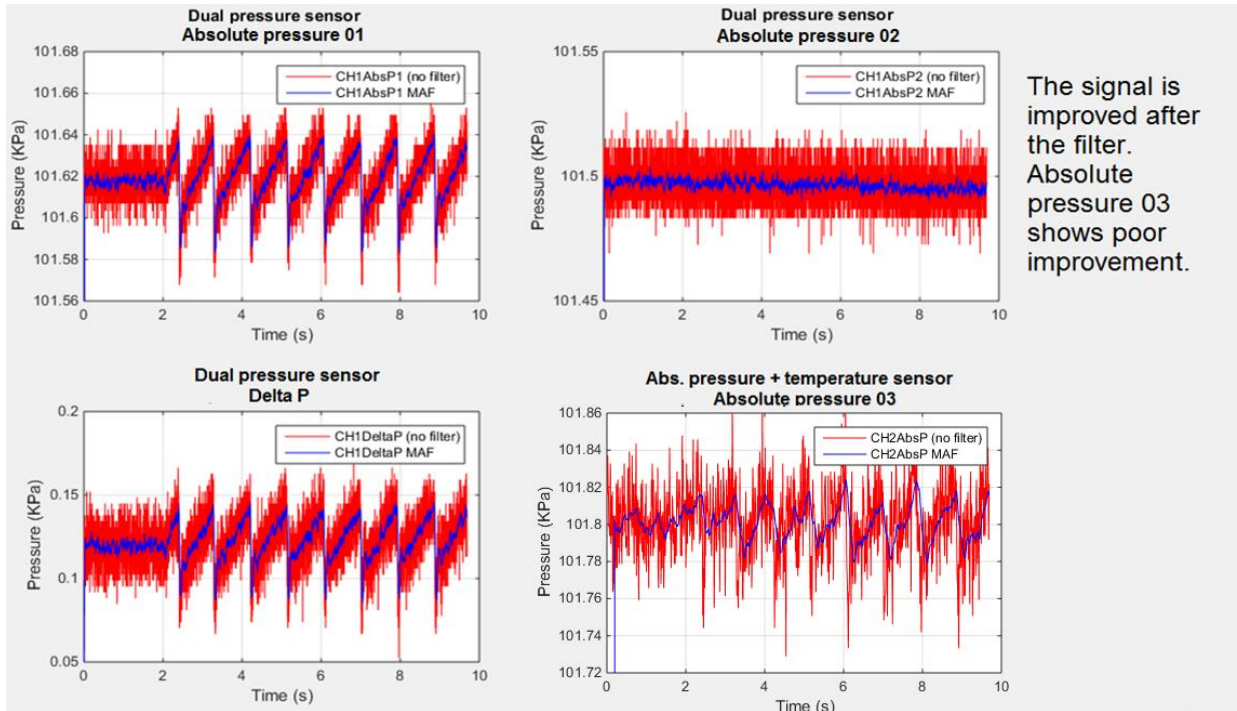 Dual pressure sensor
Absolute pressure 01
101.68
101.66
101.64
101.62
101.6
101.58
101.56
Pressure (KPa)
CH1AbsP1 (no filter)
CH1AbsP1 MAF
0 2 4 6 8 10
Time (s)
Dual pressure sensor
Absolute pressure 02
101.55
101.5
101.45
Pressure (KPa)
CH1AbsP2 (no filter)
CH1AbsP2 MAF
0 2 4 6 8 10
Time (s)
The signal is
improved after
the filter.
Absolute
pressure 03
shows poor
improvement.
Dual pressure sensor
Delta P
0.2
0.15
0.1
0.05
Pressure (KPa)
CH1DeltaP (no filter)
CH1DeltaP MAF
0 2 4 6 8 10
Time (s)
Abs. pressure + temperature sensor
Absolute pressure 03
101.86
101.84
101.82
101.8
101.78
101.76
101.74
101.72
Pressure (KPa)
CH2AbsP (no filter)
CH2AbsP MAF
0 2 4 6 8 10
Time (s)